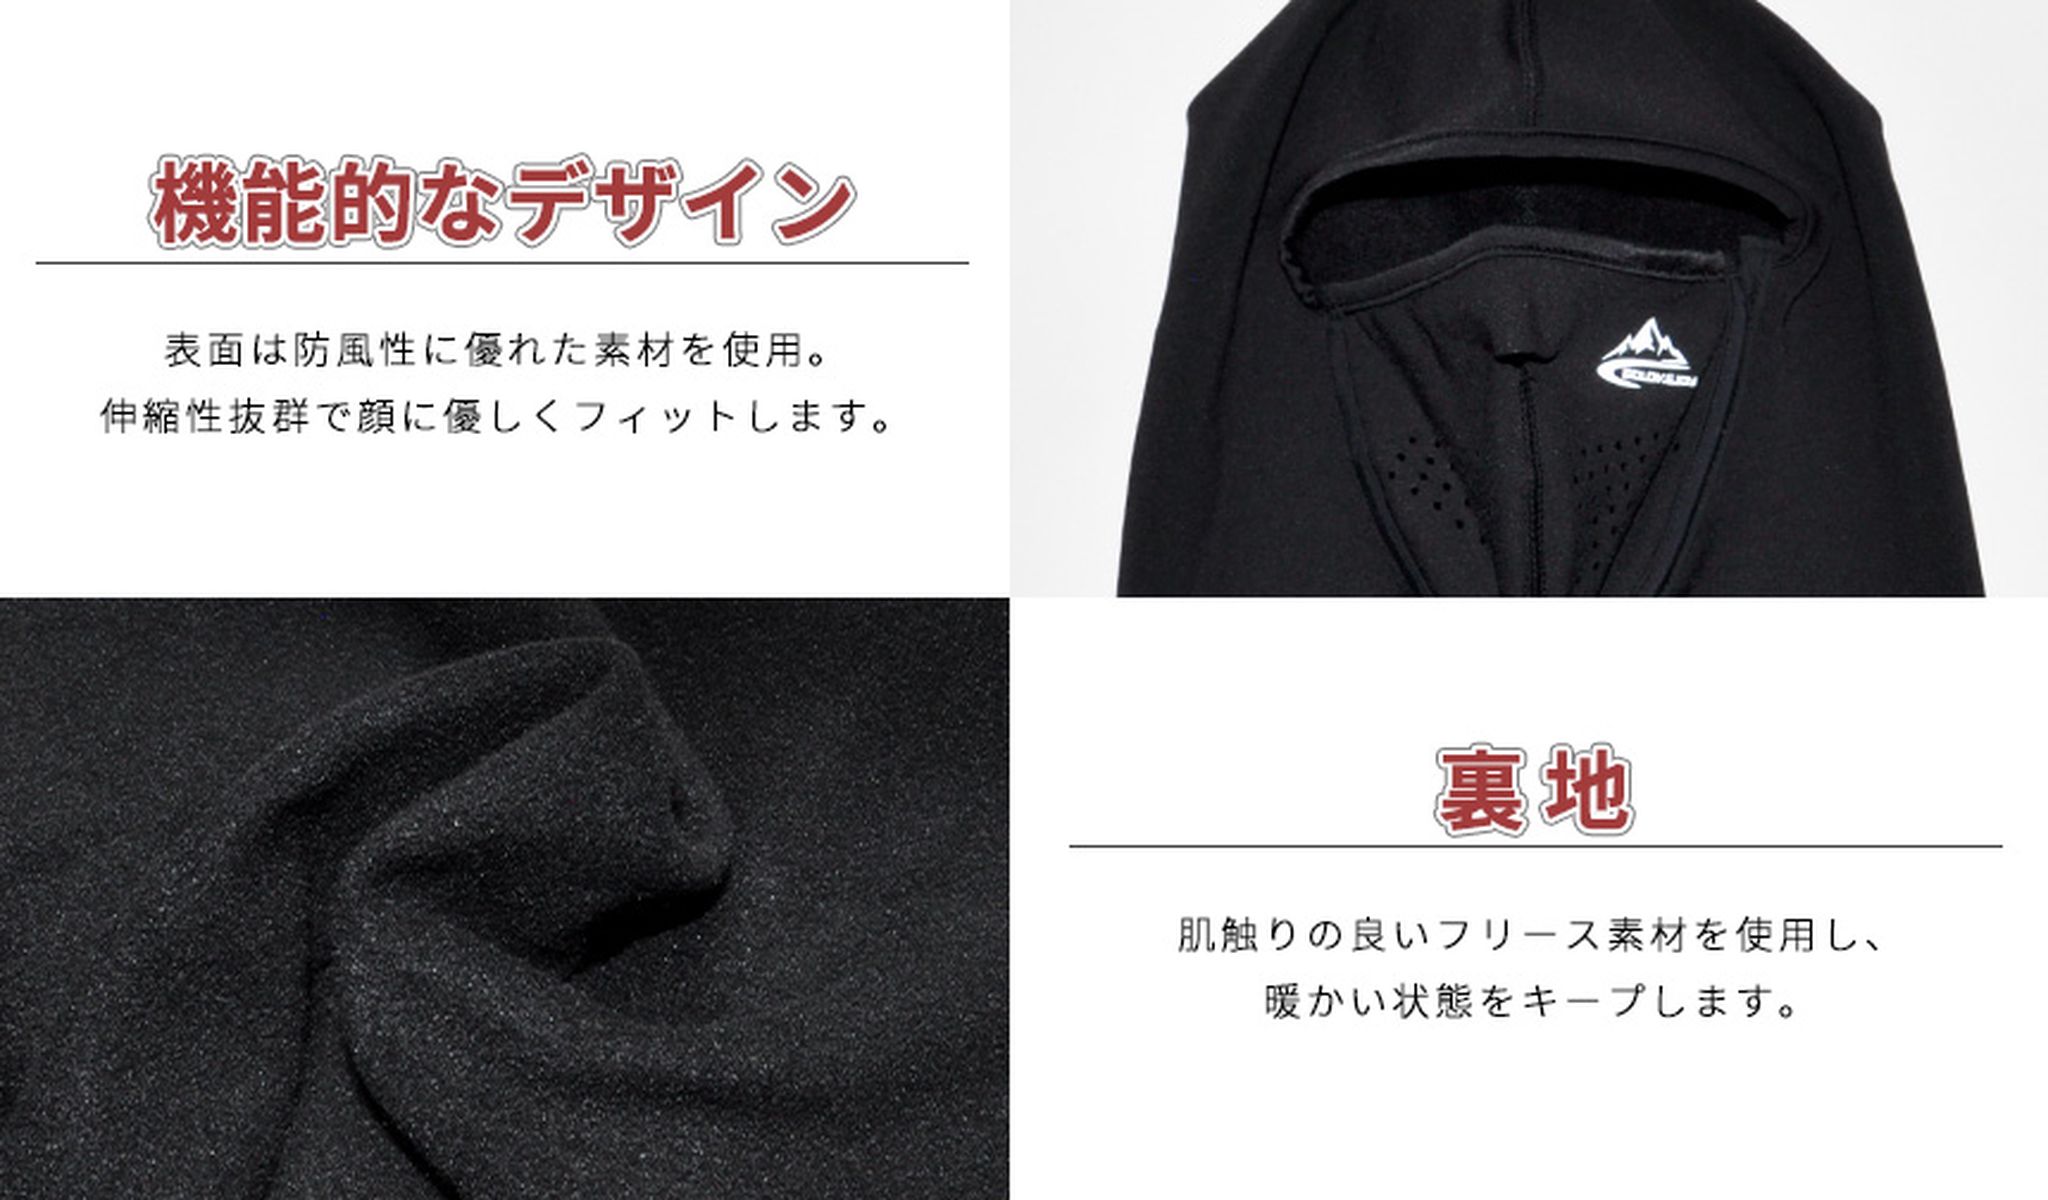 機能的なデザイン
表面は防風性に優れた素材を使用。
伸縮性抜群で顔に優しくフィットします。
裏地
肌触りの良いフリース素材を使用し、
暖かい状態をキープします。